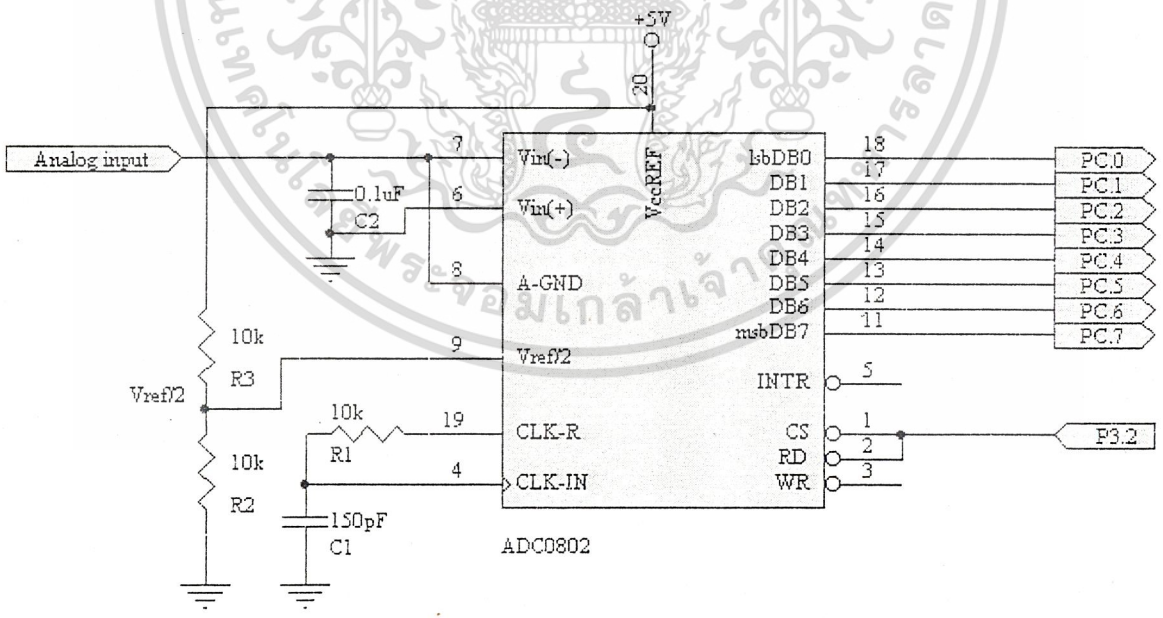 +5V
20
Analog input
7
Vin(-)
VccREF
lsbDB0
18
PC.0
DB1
17
PC.1
0.1uF
C2
6
Vin(+)
DB2
16
PC.2
DB3
15
PC.3
DB4
14
PC.4
8
A-GND
DB5
13
PC.5
DB6
12
PC.6
msbDB7
11
PC.7
10k
R3
9
Vref/2
Vref/2
INTR
5
10k
R1
19
CLK-R
CS
1
P3.2
RD
2
10k
R2
4
CLK-IN
WR
3
150pF
C1
ADC0802